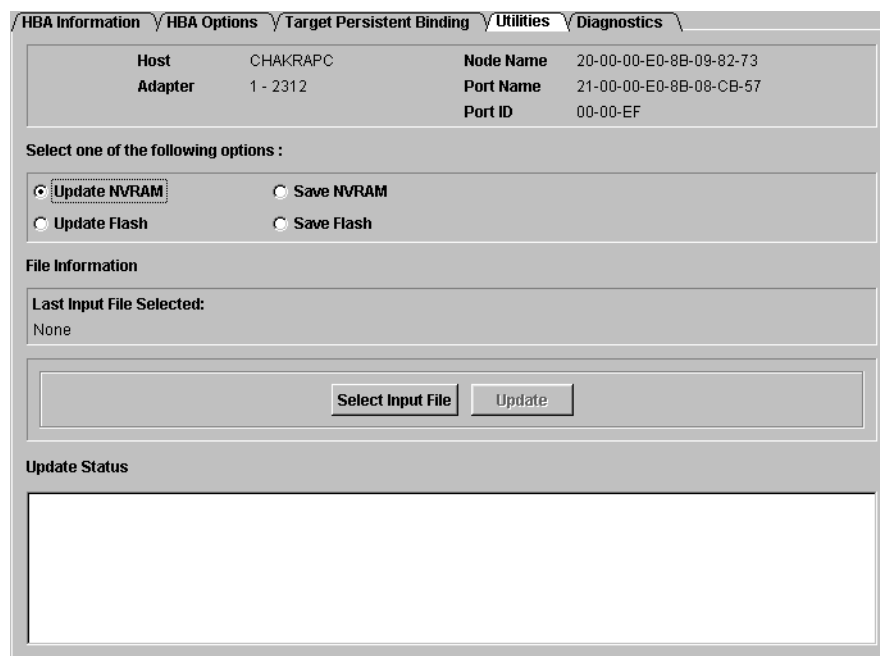 HBA Information HBA Options Target Persistent Binding Utilities Diagnostics
Host CHAKRAPC Node Name 20-00-00-E0-8B-09-82-73
Adapter 1 - 2312 Port Name 21-00-00-E0-8B-08-CB-57
Port ID 00-00-EF
Select one of the following options :
Update NVRAM Save NVRAM
Update Flash Save Flash
File Information
Last Input File Selected:
None
Select Input File Update
Update Status